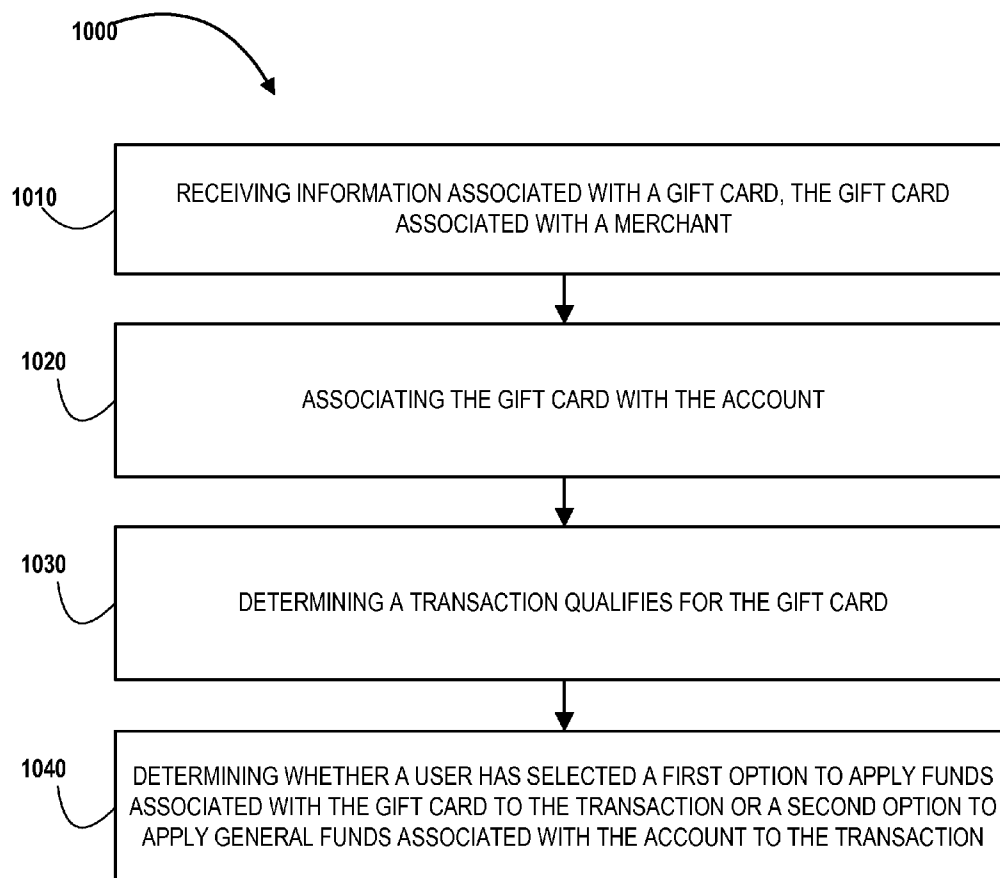 1000
1010
RECEIVING INFORMATION ASSOCIATED WITH A GIFT CARD, THE GIFT CARD
ASSOCIATED WITH A MERCHANT
1020
ASSOCIATING THE GIFT CARD WITH THE ACCOUNT
1030
DETERMINING A TRANSACTION QUALIFIES FOR THE GIFT CARD
1040
DETERMINING WHETHER A USER HAS SELECTED A FIRST OPTION TO APPLY FUNDS
ASSOCIATED WITH THE GIFT CARD TO THE TRANSACTION OR A SECOND OPTION TO
APPLY GENERAL FUNDS ASSOCIATED WITH THE ACCOUNT TO THE TRANSACTION